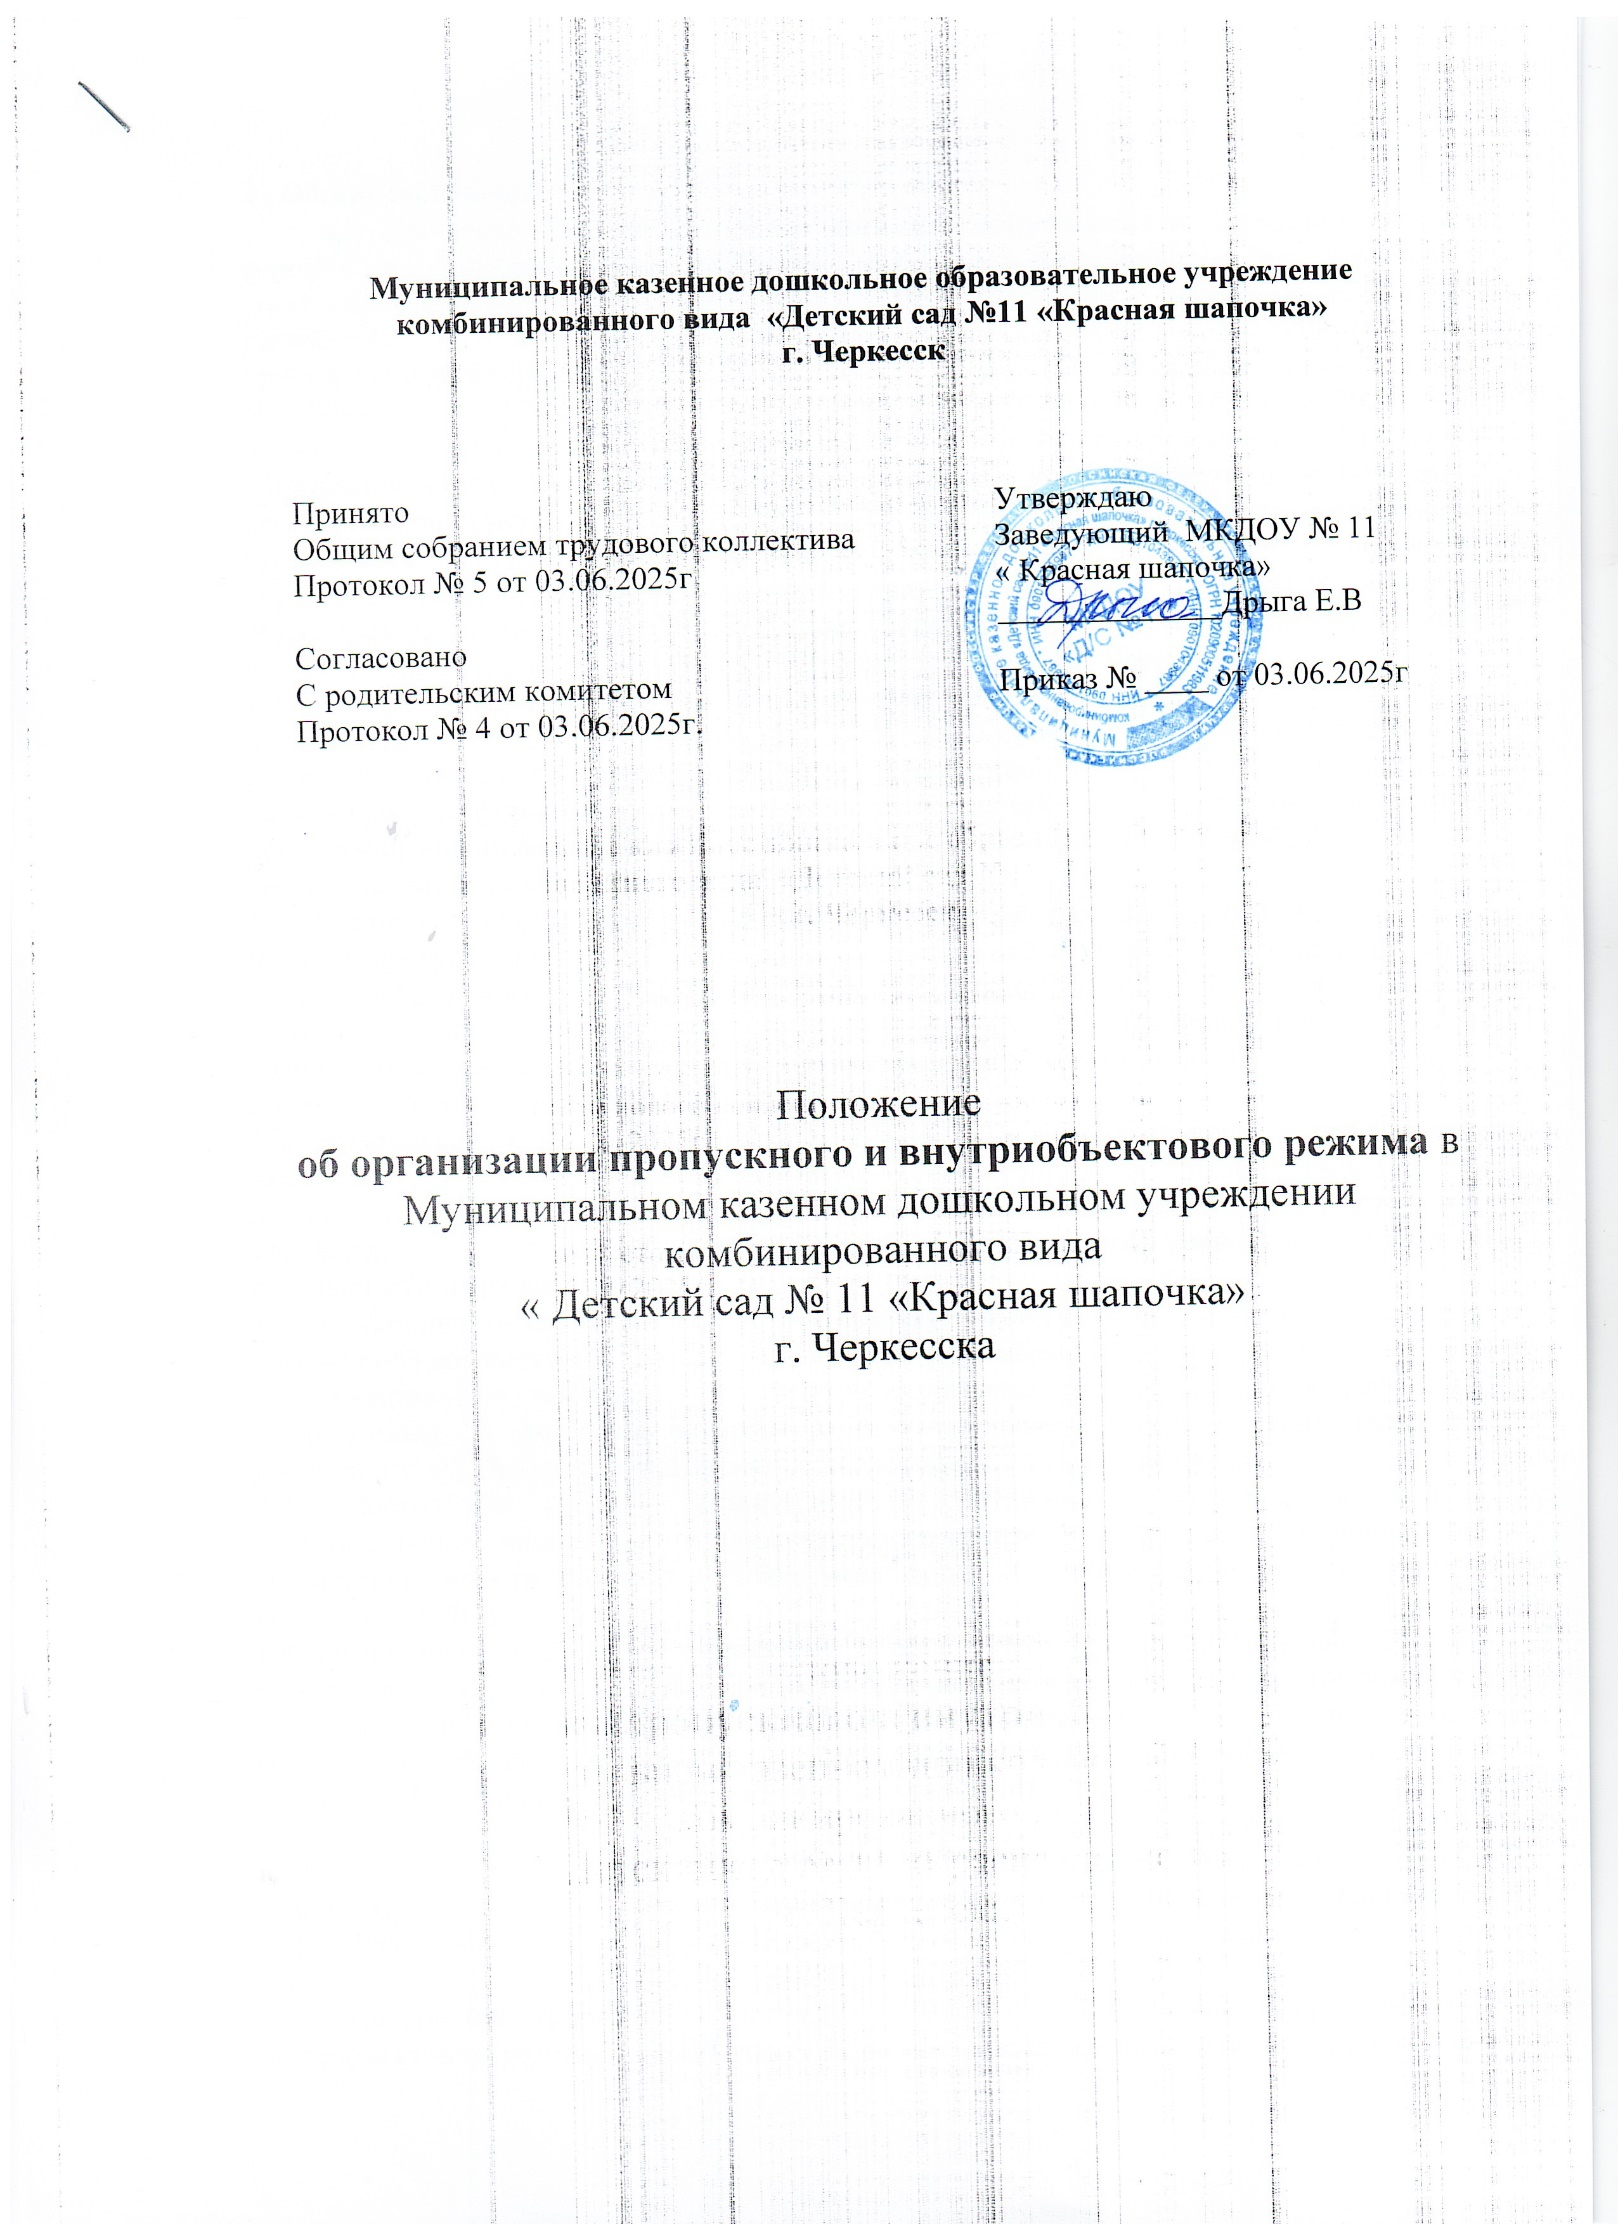 Муниципальное казенное дошкольное образовательное учреждение
комбинированного вида «Детский сад №11 «Красная шапочка»
г. Черкесск
Принято
Общим собранием трудового коллектива
Протокол № 5 от 03.06.2025г
Согласовано
С родительским комитетом
Протокол № 4 от 03.06.2025г.
Утверждаю
Заведующий МКДОУ № 11
« Красная шапочка»
______________Дрыга Е.В
Приказ № ____ от 03.06.2025г
«Д/С №
Положение
об организации пропускного и внутриобъектового режима в
Муниципальном казенном дошкольном учреждении
комбинированного вида
« Детский сад № 11 «Красная шапочка»
г. Черкесска